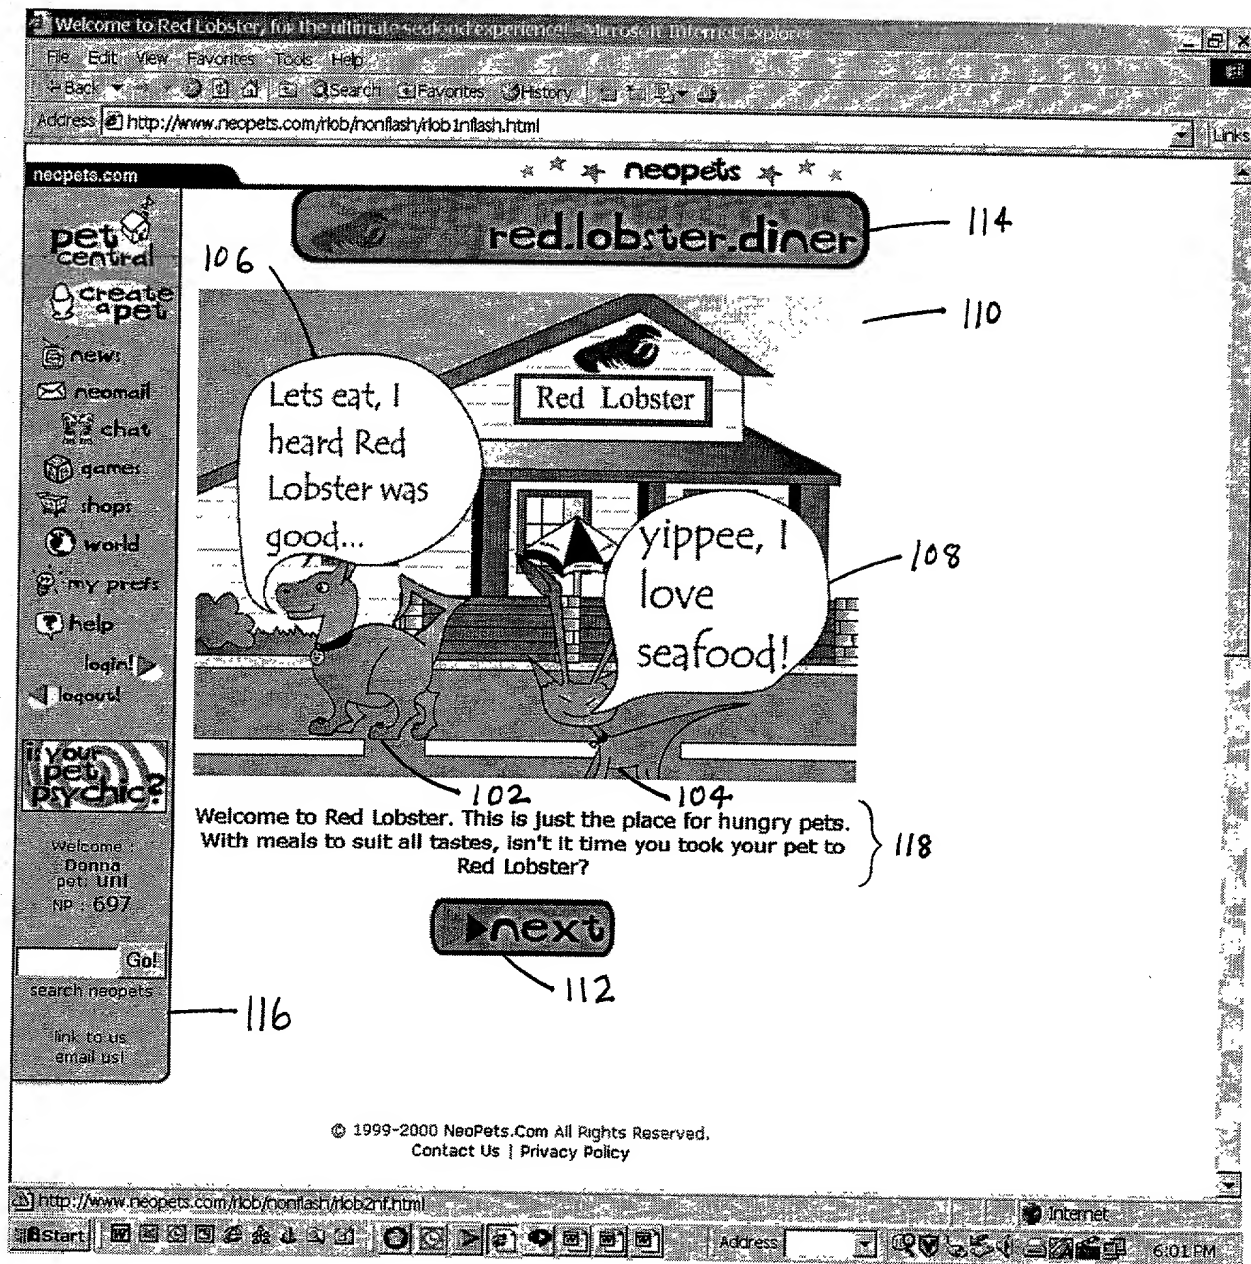 Welcome to Red Lobster, for the ultimate seafood experience! - Microsoft Internet Explorer
File Edit View Favorites Tools Help
Back Search Favorites History
Address http://www.neopets.com/rlob/nonflash/rlob1nflash.html Links
neopets.com
neopets
red.lobster.diner
114
pet central
106
create a pet
110
news
neomail
chat
games
shops
world
my prefs
help
login!
logout!
Red Lobster
Lets eat, I
heard Red
Lobster was
good...
yippee, I
love
seafood!
108
if your
pet
psychic?
102
104
Welcome to Red Lobster. This is just the place for hungry pets.
With meals to suit all tastes, isn't it time you took your pet to
Red Lobster?
118
Welcome :
Donna
pet: uni
NP : 697
next
112
Go!
search neopets
116
link to us
email us!
© 1999-2000 NeoPets.Com All Rights Reserved.
Contact Us | Privacy Policy
http://www.neopets.com/rlob/nonflash/rlob2nf.html
Internet
Start Address 6:01 PM